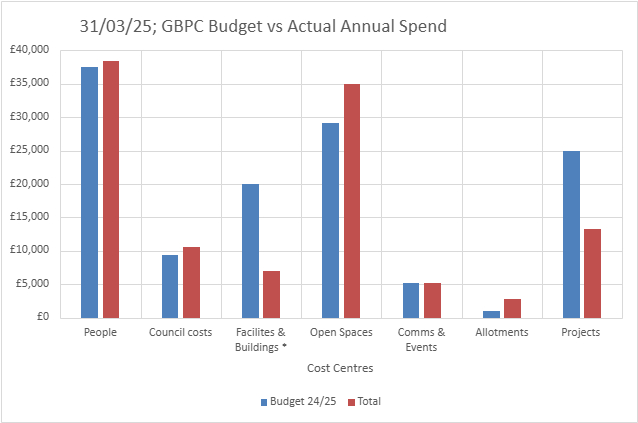 31/03/25; GBPC Budget vs Actual Annual Spend
£40,000
£35,000
£30,000
£25,000
£20,000
£15,000
£10,000
£5,000
£0
People
Council costs
Facilites &
Buildings *
Open Spaces
Comms &
Events
Allotments
Projects
Cost Centres
Budget 24/25
Total